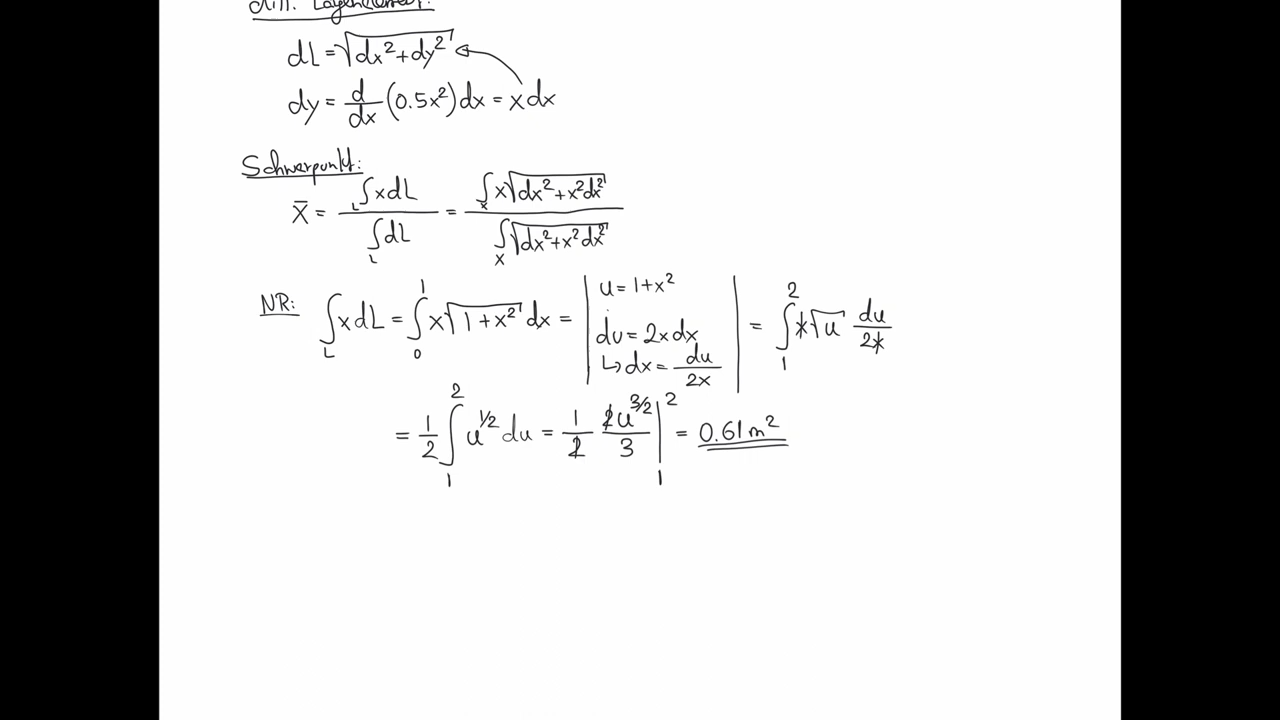 diff. Längenelement:
dL = √(dx² + dy²)
dy = d/dx (0.5x²) dx = x dx
Schwerpunkt:
x̄ = ∫_L x dL / ∫_L dL = ∫_x x√(dx² + x²dx²) / ∫_x √(dx² + x²dx²)
NR: ∫_L x dL = ∫_0^1 x√(1 + x²) dx = | u = 1 + x² du = 2x dx ↳ dx = du/2x | = ∫_1^2 x√u du/2x
= 1/2 ∫_1^2 u^1/2 du = 1/2 2u^3/2 / 3 |_1^2 = 0.61 m²